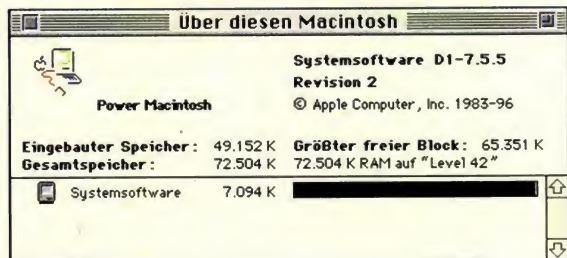 Über diesen Macintosh
Systemsoftware D1-7.5.5
Revision 2
Power Macintosh
© Apple Computer, Inc. 1983-96
Eingebauter Speicher: 49.152 K
Größter freier Block: 65.351 K
Gesamtspeicher: 72.504 K
72.504 K RAM auf "Level 42"
Systemsoftware 7.094 K